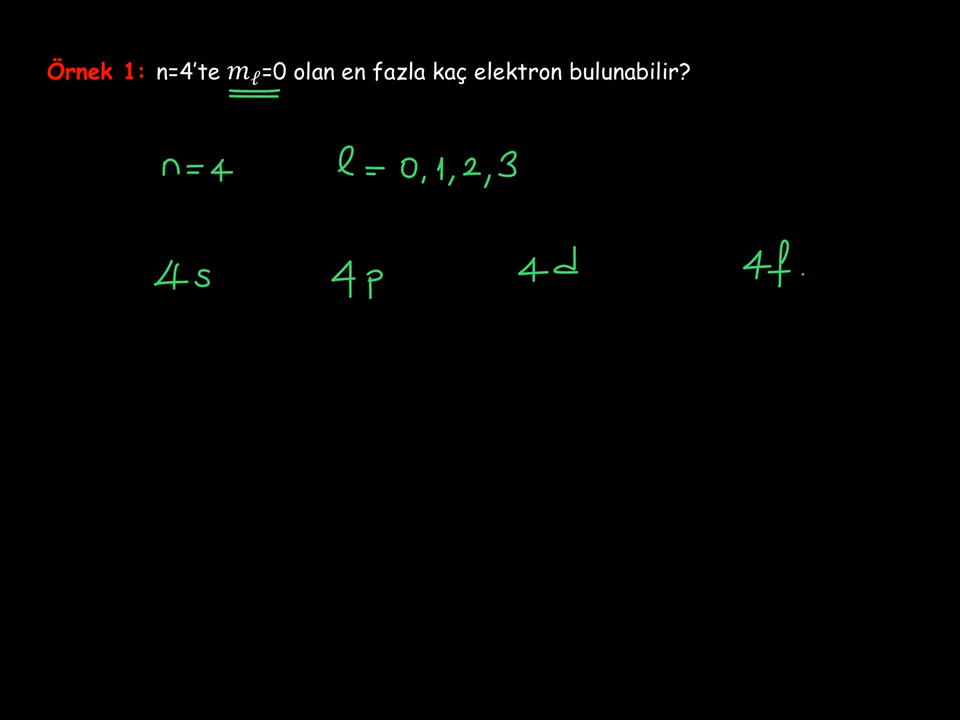 Örnek 1: n=4'te mℓ=0 olan en fazla kaç elektron bulunabilir?
n=4 l=0,1,2,3
4s 4p 4d 4f.